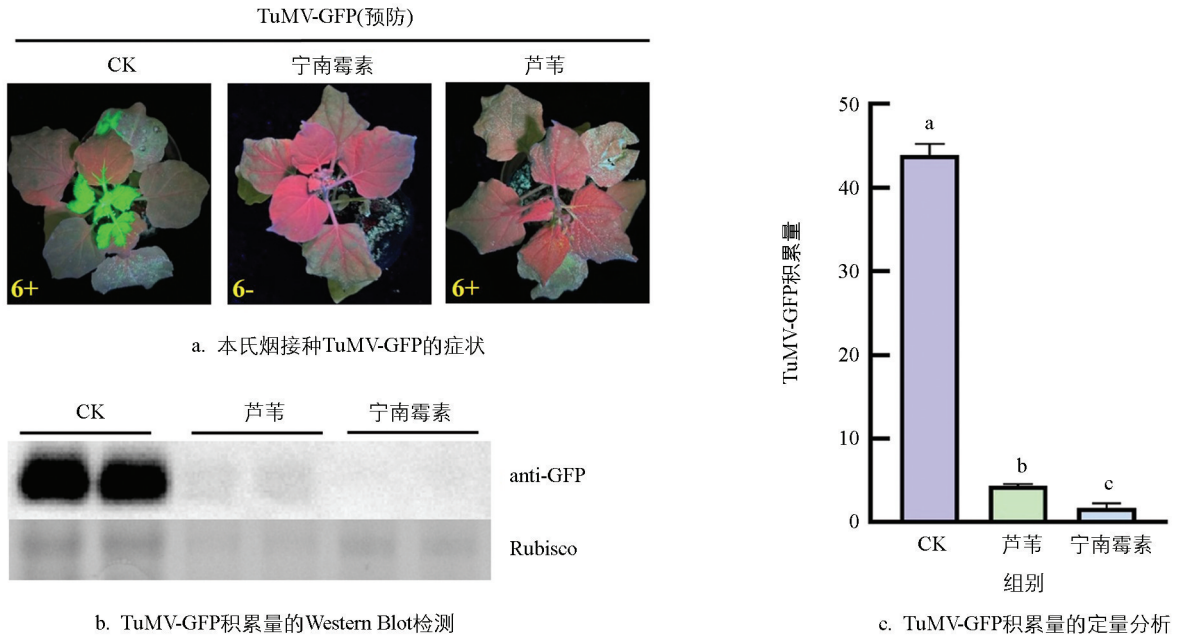 TuMV-GFP(预防)
CK
宁南霉素
芦苇
6+
6-
6+
a. 本氏烟接种TuMV-GFP的症状
CK
芦苇
宁南霉素
anti-GFP
Rubisco
b. TuMV-GFP积累量的Western Blot检测
TuMV-GFP积累量
50
40
30
20
10
0
a
b
c
CK
芦苇
宁南霉素
组别
c. TuMV-GFP积累量的定量分析